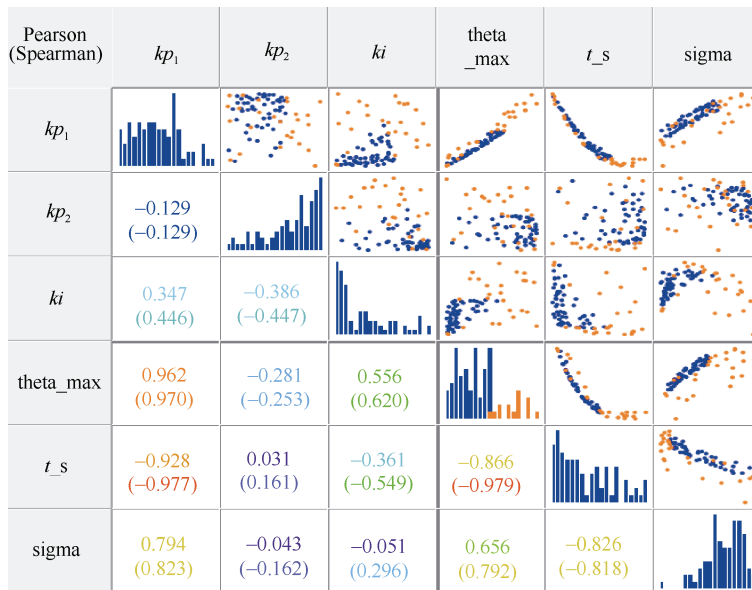 Pearson
(Spearman)
kp₁
kp₂
ki
theta
_max
t_s
sigma
kp₁
kp₂
−0.129
(−0.129)
ki
0.347
(0.446)
−0.386
(−0.447)
theta_max
0.962
(0.970)
−0.281
(−0.253)
0.556
(0.620)
t_s
−0.928
(−0.977)
0.031
(0.161)
−0.361
(−0.549)
−0.866
(−0.979)
sigma
0.794
(0.823)
−0.043
(−0.162)
−0.051
(0.296)
0.656
(0.792)
−0.826
(−0.818)